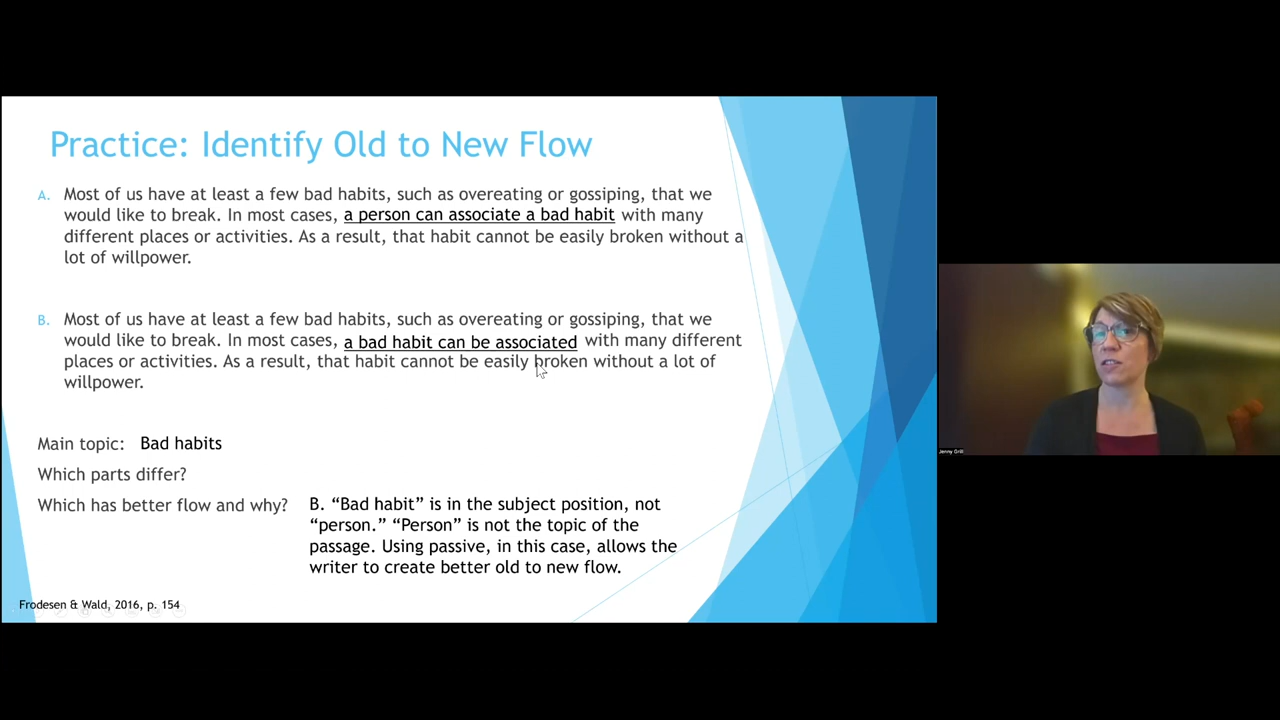 Practice: Identify Old to New Flow
A. Most of us have at least a few bad habits, such as overeating or gossiping, that we
would like to break. In most cases, a person can associate a bad habit with many
different places or activities. As a result, that habit cannot be easily broken without a
lot of willpower.
B. Most of us have at least a few bad habits, such as overeating or gossiping, that we
would like to break. In most cases, a bad habit can be associated with many different
places or activities. As a result, that habit cannot be easily broken without a lot of
willpower.
Main topic: Bad habits
Which parts differ?
Which has better flow and why?
B. “Bad habit” is in the subject position, not
“person.” “Person” is not the topic of the
passage. Using passive, in this case, allows the
writer to create better old to new flow.
Frodesen & Wald, 2016, p. 154
Jenny Grill